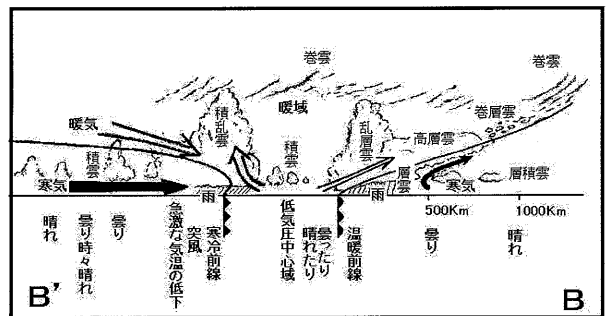 巻雲
巻雲
暖域
積乱雲
乱層雲
高層雲
巻層雲
暖気
積雲
積雲
層雲
層積雲
寒気
寒気
雨
雨
500Km
1000Km
晴れ
曇り時々晴れ
曇り
急激な気温の低下
突風
寒冷前線
低気圧中心域
晴れたり
曇ったり
温暖前線
曇り
晴れ
B'
B